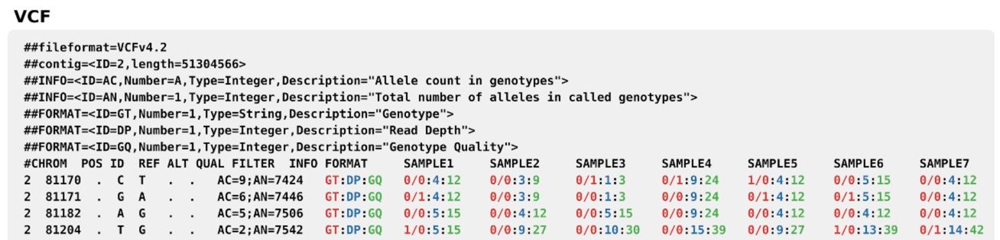 VCF
##fileformat=VCFv4.2
##contig=<ID=2,length=51304566>
##INFO=<ID=AC,Number=A,Type=Integer,Description="Allele count in genotypes">
##INFO=<ID=AN,Number=1,Type=Integer,Description="Total number of alleles in called genotypes">
##FORMAT=<ID=GT,Number=1,Type=String,Description="Genotype">
##FORMAT=<ID=DP,Number=1,Type=Integer,Description="Read Depth">
##FORMAT=<ID=GQ,Number=1,Type=Integer,Description="Genotype Quality">
#CHROM POS ID REF ALT QUAL FILTER INFO FORMAT SAMPLE1 SAMPLE2 SAMPLE3 SAMPLE4 SAMPLE5 SAMPLE6 SAMPLE7
2 81170 . C T . . AC=9;AN=7424 GT:DP:GQ 0/0:4:12 0/0:3:9 0/1:1:3 0/1:9:24 1/0:4:12 0/0:5:15 0/0:4:12
2 81171 . G A . . AC=6;AN=7446 GT:DP:GQ 0/1:4:12 0/0:3:9 0/0:1:3 0/0:9:24 0/1:4:12 0/1:5:15 0/0:4:12
2 81182 . A G . . AC=5;AN=7506 GT:DP:GQ 0/0:5:15 0/0:4:12 0/0:5:15 0/0:9:24 0/0:4:12 0/0:4:12 0/0:4:12
2 81204 . T G . . AC=2;AN=7542 GT:DP:GQ 1/0:5:15 0/0:9:27 0/0:10:30 0/0:15:39 0/0:9:27 1/0:13:39 0/1:14:42